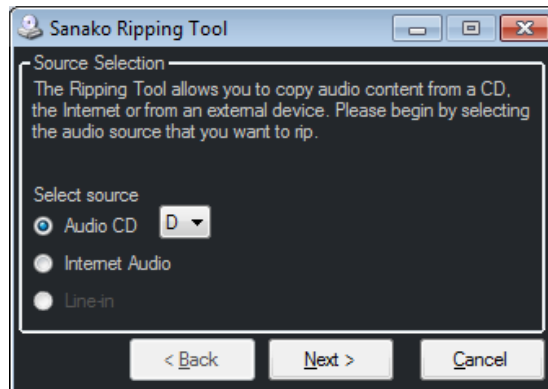 Sanako Ripping Tool
Source Selection
The Ripping Tool allows you to copy audio content from a CD,
the Internet or from an external device. Please begin by selecting
the audio source that you want to rip.
Select source
Audio CD D
Internet Audio
Line-in
< Back Next > Cancel